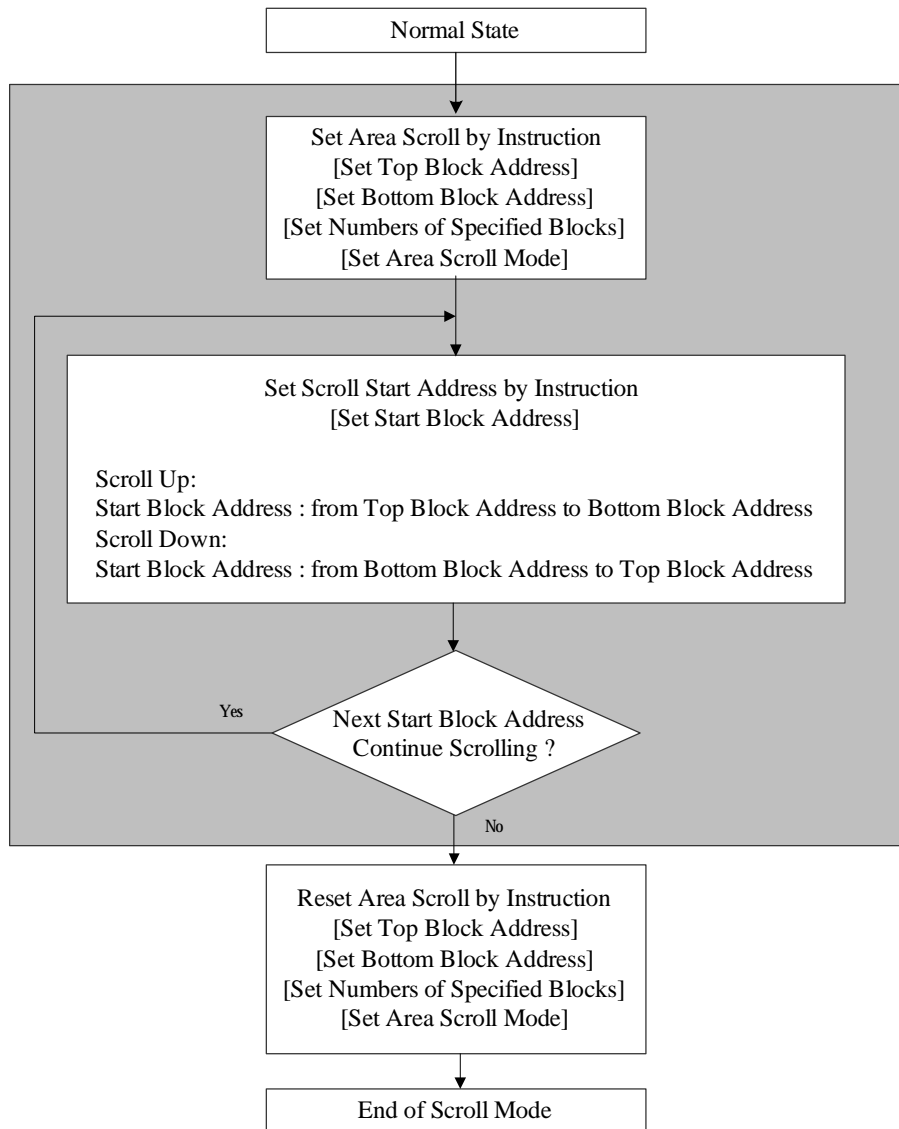 Normal State
Set Area Scroll by Instruction
[Set Top Block Address]
[Set Bottom Block Address]
[Set Numbers of Specified Blocks]
[Set Area Scroll Mode]
Set Scroll Start Address by Instruction
[Set Start Block Address]
Scroll Up:
Start Block Address : from Top Block Address to Bottom Block Address
Scroll Down:
Start Block Address : from Bottom Block Address to Top Block Address
Yes
Next Start Block Address
Continue Scrolling ?
No
Reset Area Scroll by Instruction
[Set Top Block Address]
[Set Bottom Block Address]
[Set Numbers of Specified Blocks]
[Set Area Scroll Mode]
End of Scroll Mode